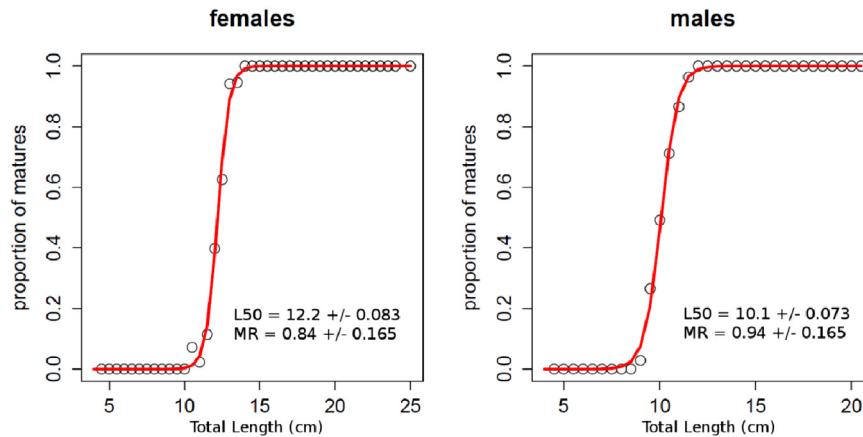 females
proportion of matures
1.0
0.8
0.6
0.4
0.2
0.0
L50 = 12.2 +/- 0.083
MR = 0.84 +/- 0.165
5 10 15 20 25
Total Length (cm)
males
proportion of matures
1.0
0.8
0.6
0.4
0.2
0.0
L50 = 10.1 +/- 0.073
MR = 0.94 +/- 0.165
5 10 15 20
Total Length (cm)